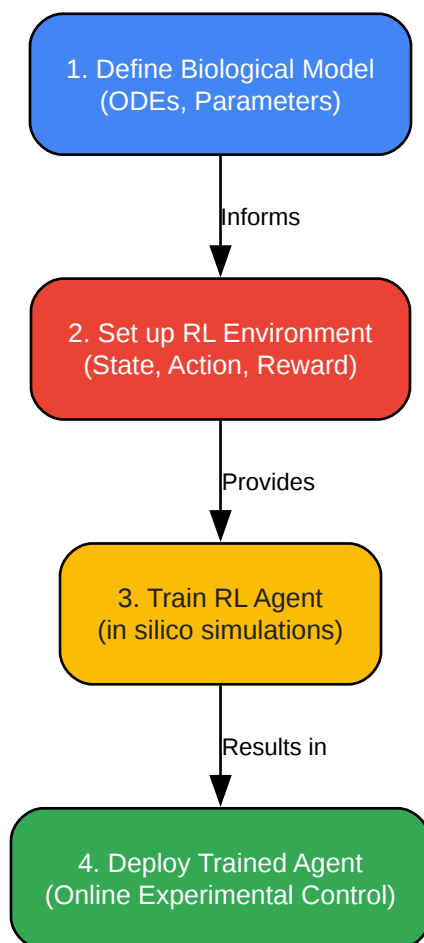 1. Define Biological Model
(ODEs, Parameters)
Informs
2. Set up RL Environment
(State, Action, Reward)
Provides
3. Train RL Agent
(in silico simulations)
Results in
4. Deploy Trained Agent
(Online Experimental Control)